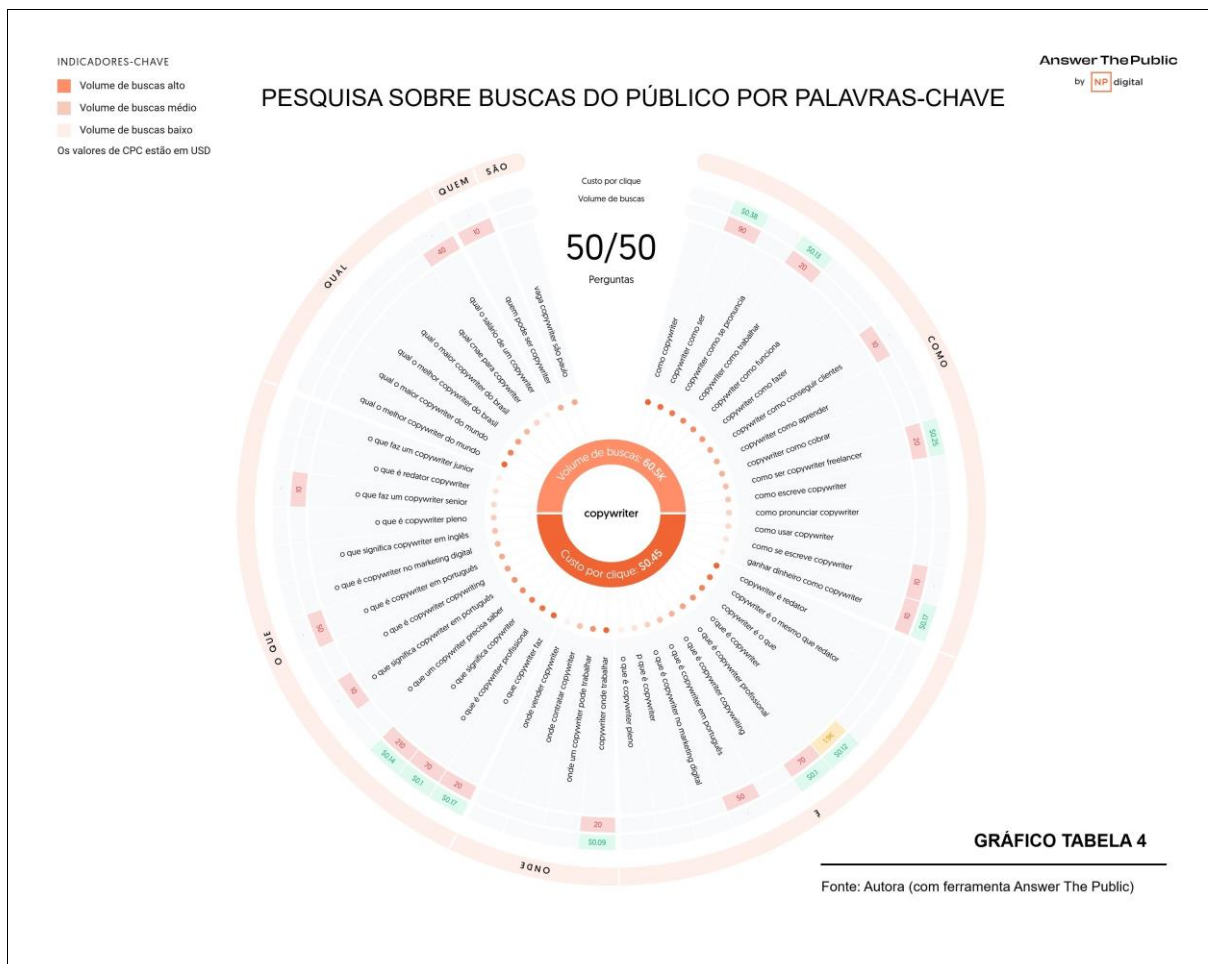 INDICADORES-CHAVE
Volume de buscas alto
Volume de buscas médio
Volume de buscas baixo
Os valores de CPC estão em USD
PESQUISA SOBRE BUSCAS DO PÚBLICO POR PALAVRAS-CHAVE
Answer The Public
by NP digital
Custo por clique
Volume de buscas
50/50
Perguntas
copywriter
Volume de buscas: 60.5K
Custo por clique: $0.45
COMO
como copywriter
copywriter como ser
copywriter como se pronuncia
copywriter como trabalhar
copywriter como funciona
copywriter como fazer
copywriter como conseguir clientes
copywriter como aprender
copywriter como cobrar
como ser copywriter freelancer
como escreve copywriter
como pronunciar copywriter
como usar copywriter
como se escreve copywriter
ganhar dinheiro como copywriter
$0.38
90
$0.13
20
10
20
$0.25
10
10
$0.17
É
copywriter é redator
copywriter é o mesmo que redator
copywriter é o que
o que é copywriter
o que é copywriter profissional
o que é copywriter copywriting
o que é copywriter em português
o que é copywriter no marketing digital
p que é copywriter
o que é copywriter pleno
1.9K
$0.12
70
$0.1
50
ONDE
copywriter onde trabalhar
onde um copywriter pode trabalhar
onde contratar copywriter
onde vender copywriter
20
$0.09
O QUE
o que copywriter faz
o que é copywriter profissional
o que significa copywriter
o que um copywriter precisa saber
o que significa copywriter em português
o que é copywriter copywriting
o que é copywriter em português
o que é copywriter no marketing digital
o que significa copywriter em inglês
o que é copywriter pleno
o que faz um copywriter senior
o que é redator copywriter
o que faz um copywriter junior
20
$0.17
70
$0.1
210
$0.14
10
50
10
QUAL
qual o melhor copywriter do mundo
qual o maior copywriter do mundo
qual o melhor copywriter do brasil
qual o maior copywriter do brasil
qual cnae para copywriter
qual o salário de um copywriter
40
QUEM
quem pode ser copywriter
10
SÃO
vaga copywriter são paulo
GRÁFICO TABELA 4
Fonte: Autora (com ferramenta Answer The Public)